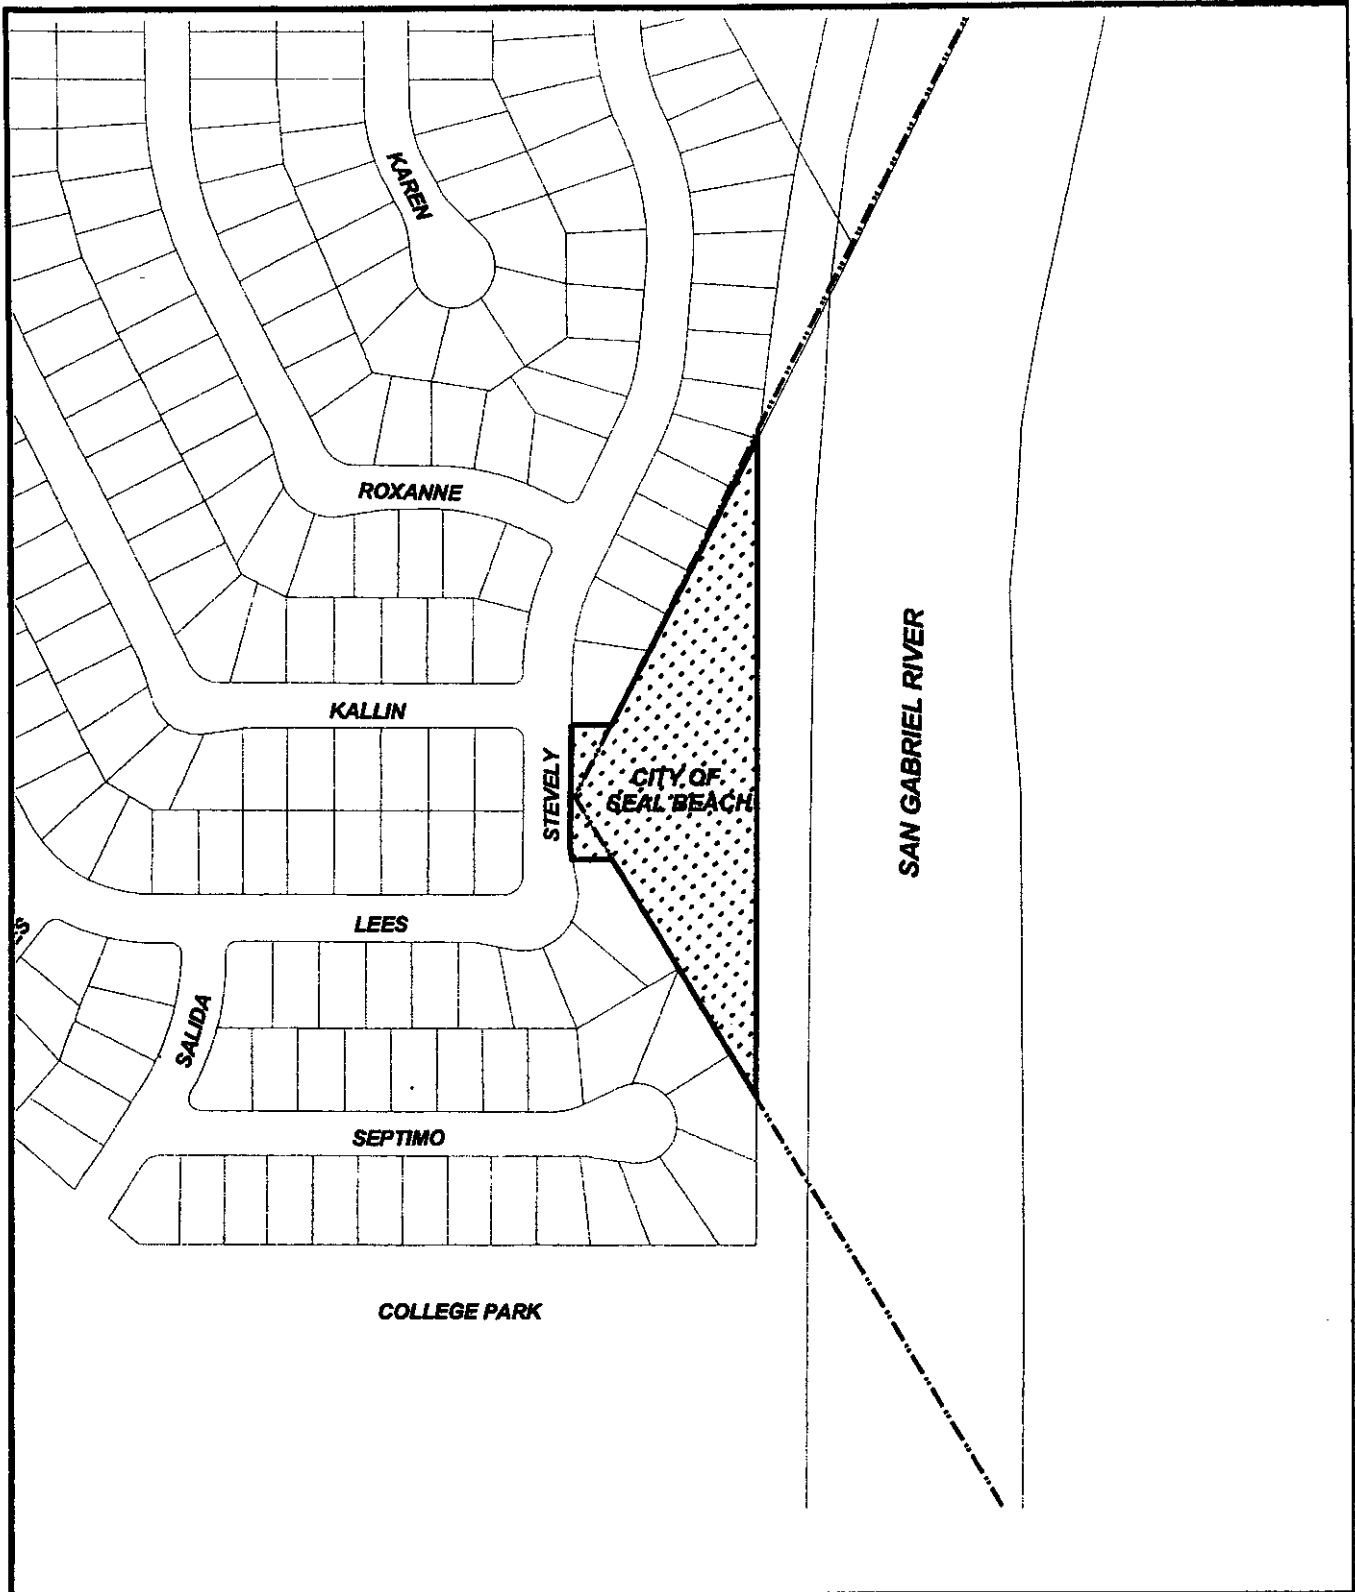 KAREN
ROXANNE
KALLIN
STEVELY
CITY OF
SEAL BEACH
SAN GABRIEL RIVER
LEES
SALIDA
SEPTIMO
COLLEGE PARK